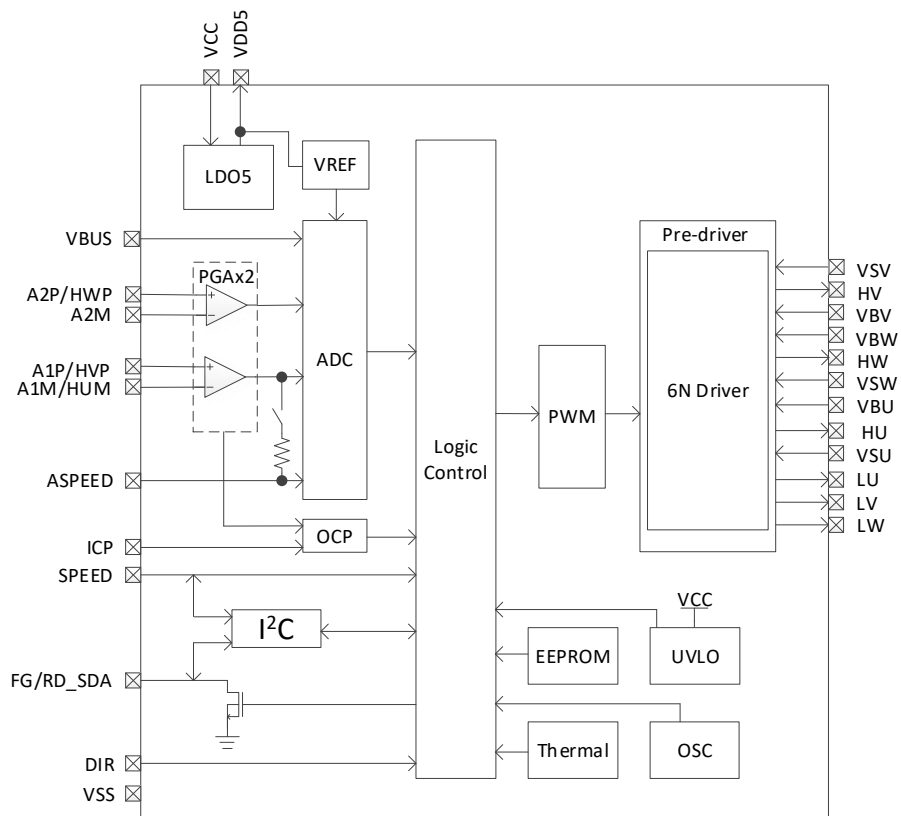 VCC
VDD5
LDO5
VREF
VBUS
PGAx2
A2P/HWP
A2M
+
−
A1P/HVP
A1M/HUM
+
−
ADC
ASPEED
OCP
ICP
SPEED
I²C
FG/RD_SDA
DIR
VSS
Logic
Control
PWM
Pre-driver
6N Driver
VSV
HV
VBV
VBW
HW
VSW
VBU
HU
VSU
LU
LV
LW
VCC
EEPROM
UVLO
Thermal
OSC